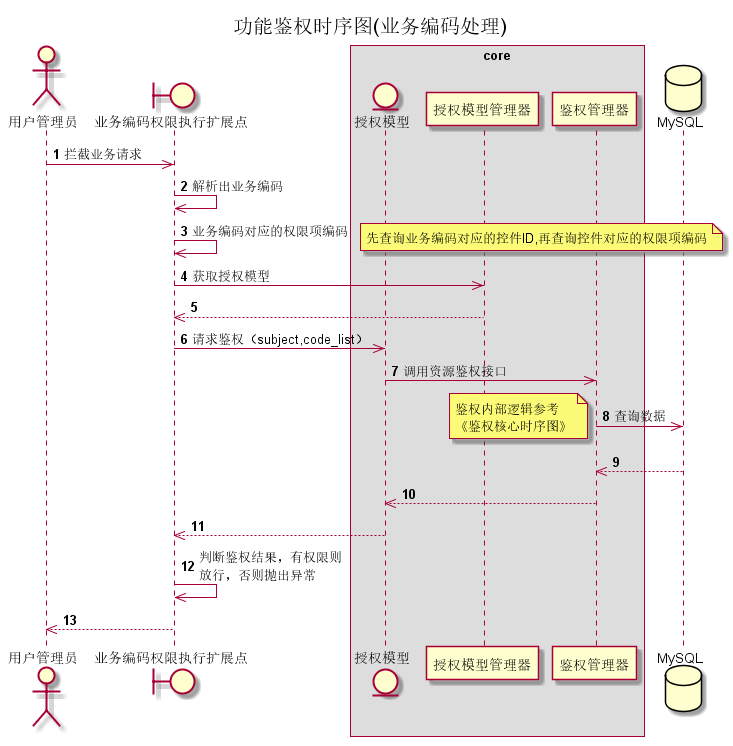 功能鉴权时序图(业务编码处理)
core
用户管理员
业务编码权限执行扩展点
授权模型
授权模型管理器
鉴权管理器
MySQL
1 拦截业务请求
2 解析出业务编码
3 业务编码对应的权限项编码
先查询业务编码对应的控件ID,再查询控件对应的权限项编码
4 获取授权模型
5
6 请求鉴权（subject,code_list）
7 调用资源鉴权接口
鉴权内部逻辑参考
《鉴权核心时序图》
8 查询数据
9
10
11
12 判断鉴权结果，有权限则
放行，否则抛出异常
13
用户管理员
业务编码权限执行扩展点
授权模型
授权模型管理器
鉴权管理器
MySQL